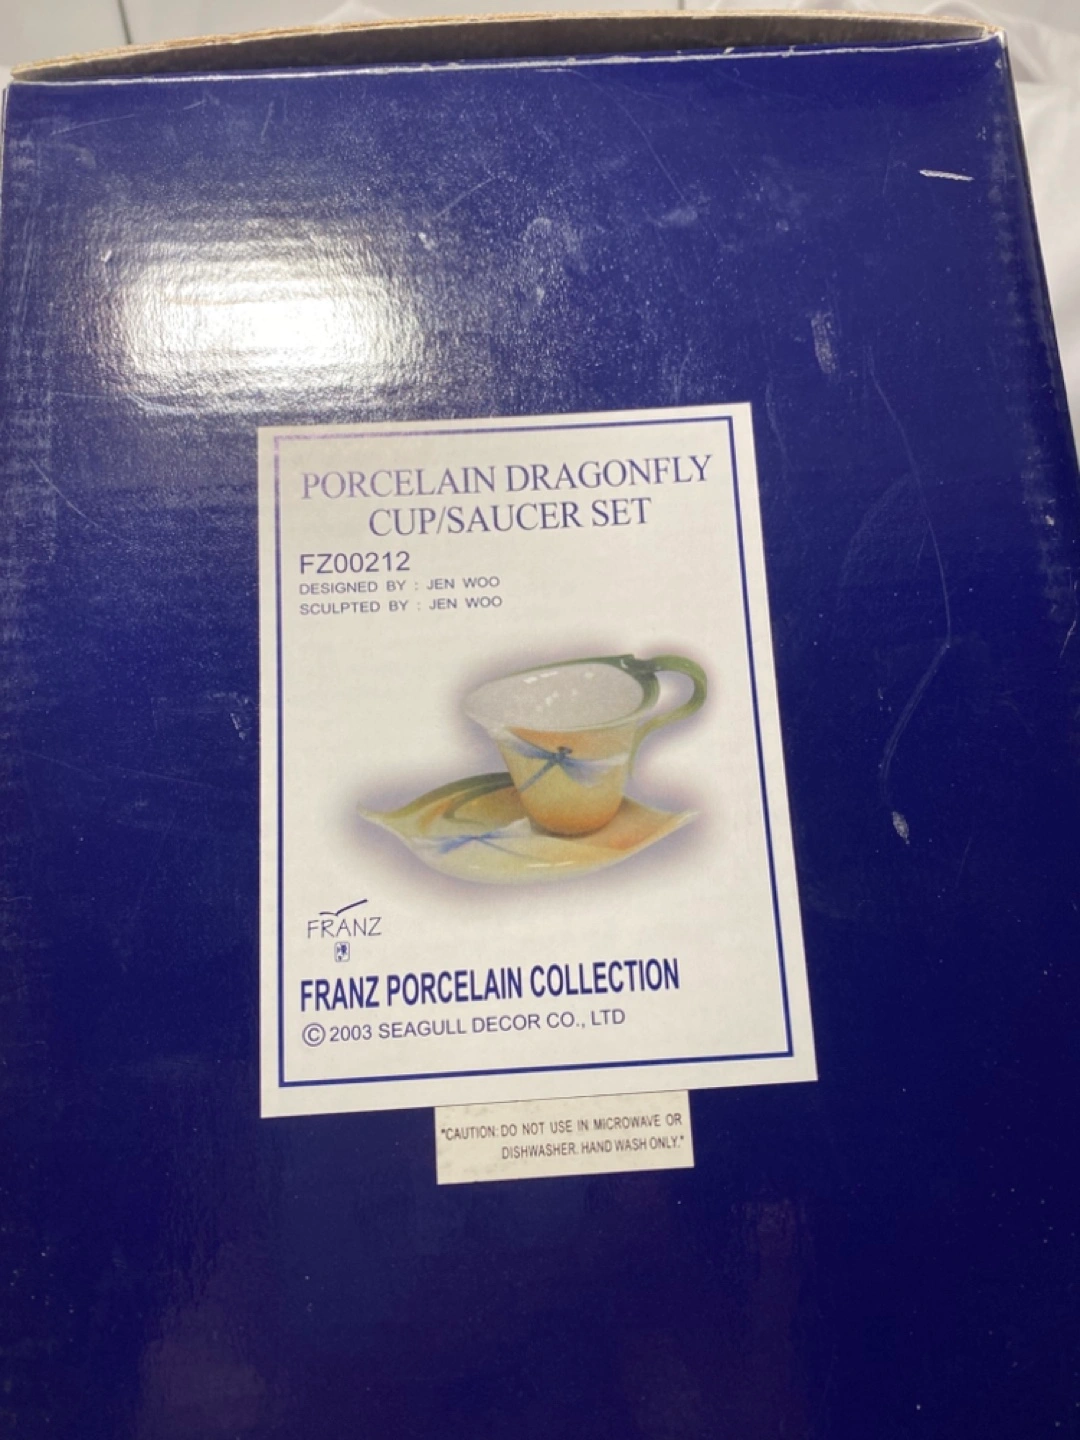 PORCELAIN DRAGONFLY
CUP/SAUCER SET
FZ00212
DESIGNED BY : JEN WOO
SCULPTED BY : JEN WOO
FRANZ
FRANZ PORCELAIN COLLECTION
© 2003 SEAGULL DECOR CO., LTD
"CAUTION: DO NOT USE IN MICROWAVE OR
DISHWASHER. HAND WASH ONLY."